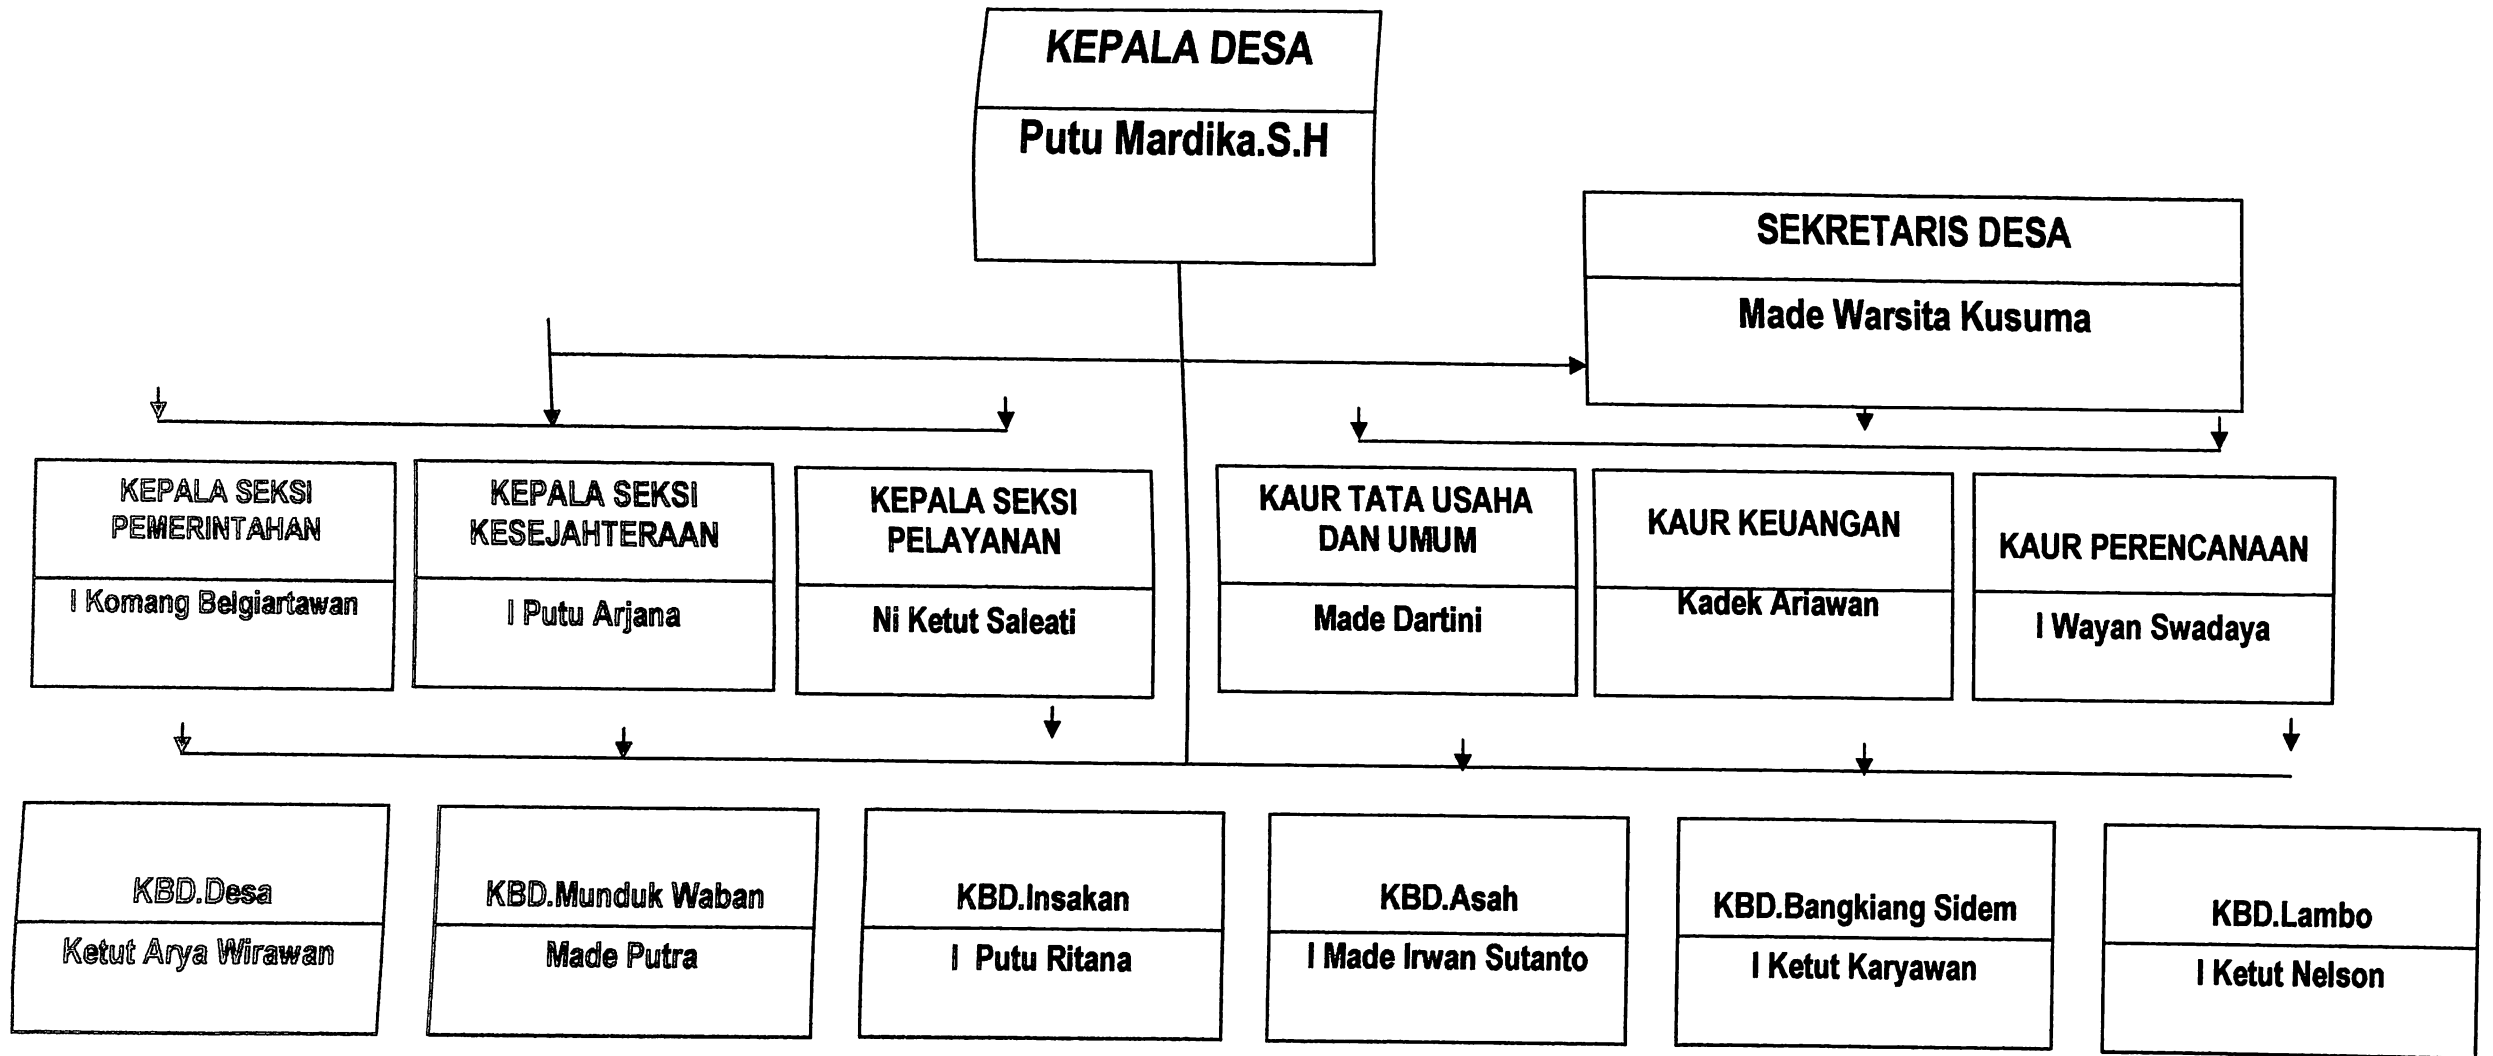 KEPALA DESA
Putu Mardika.S.H
SEKRETARIS DESA
Made Warsita Kusuma
KEPALA SEKSI
PEMERINTAHAN
I Komang Belgiartawan
KEPALA SEKSI
KESEJAHTERAAN
I Putu Arjana
KEPALA SEKSI
PELAYANAN
Ni Ketut Saleati
KAUR TATA USAHA
DAN UMUM
Made Dartini
KAUR KEUANGAN
Kadek Ariawan
KAUR PERENCANAAN
I Wayan Swadaya
KBD.Desa
Ketut Arya Wirawan
KBD.Munduk Waban
Made Putra
KBD.Insakan
I Putu Ritana
KBD.Asah
I Made Irwan Sutanto
KBD.Bangkiang Sidem
I Ketut Karyawan
KBD.Lambo
I Ketut Nelson